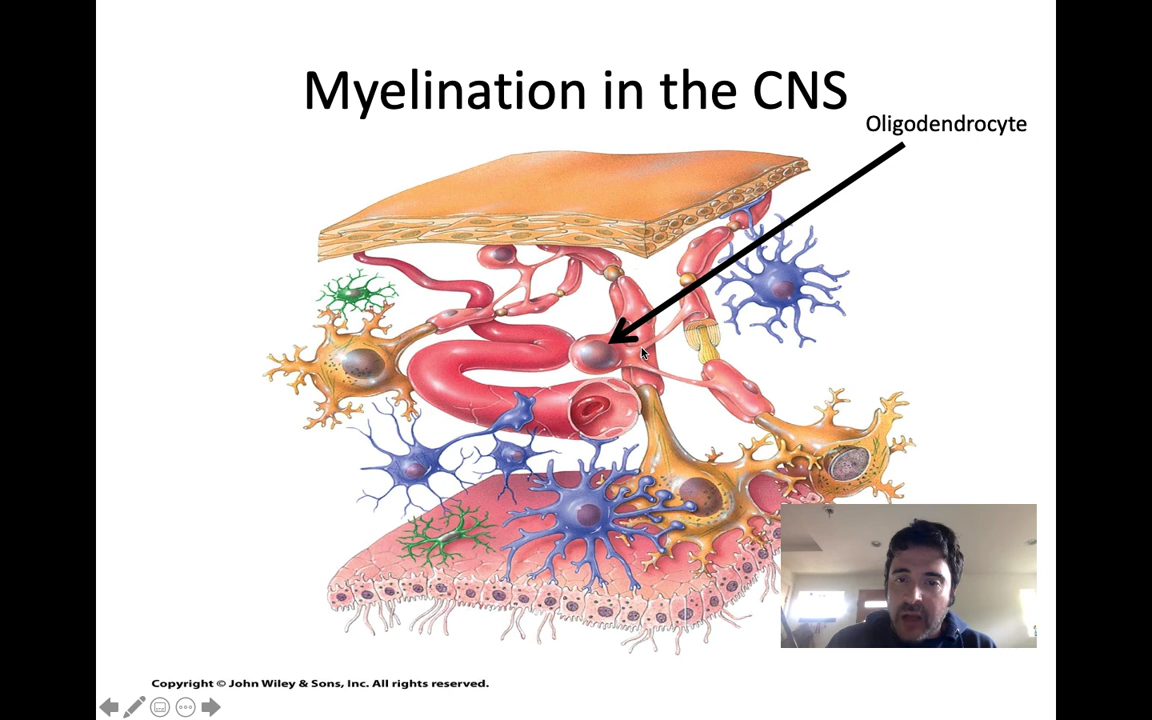 Myelination in the CNS
Oligodendrocyte
Copyright © John Wiley & Sons, Inc. All rights reserved.